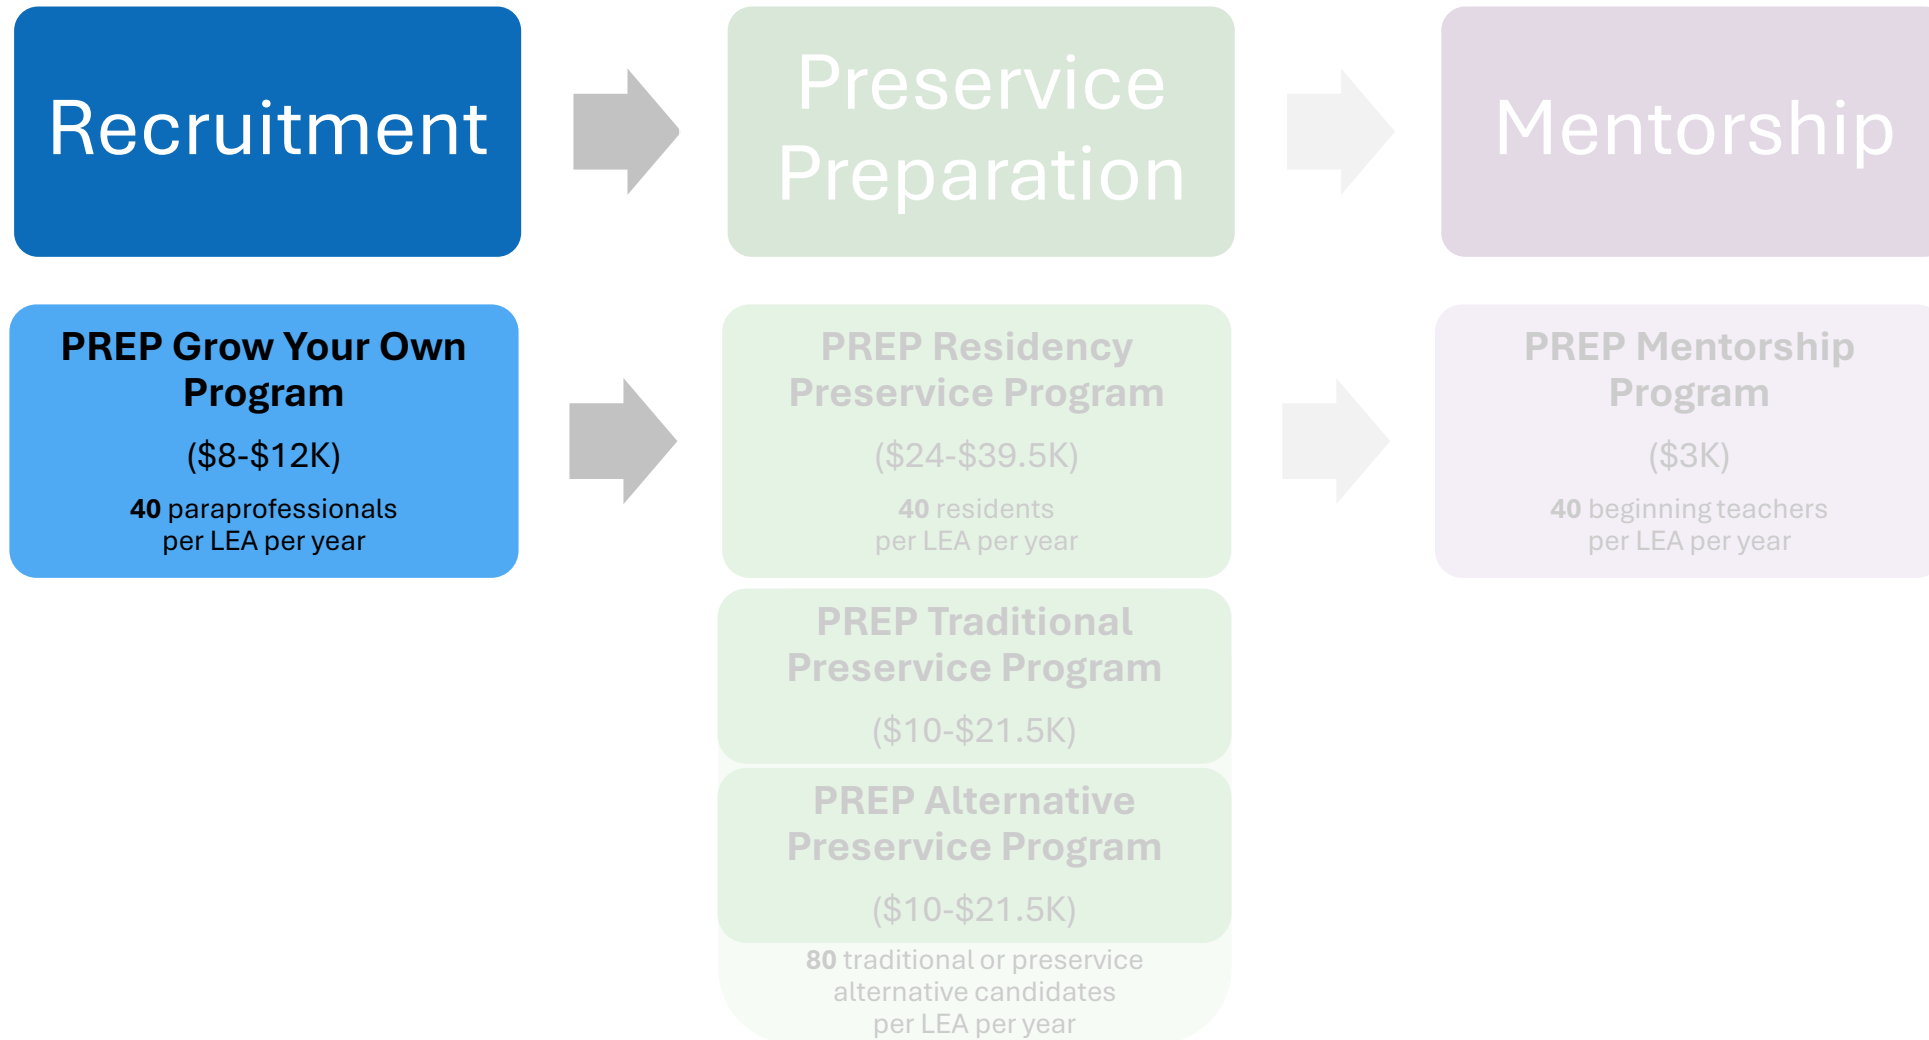 Recruitment
Preservice
Preparation
Mentorship
PREP Grow Your Own
Program
($8-$12K)
40 paraprofessionals
per LEA per year
PREP Residency
Preservice Program
($24-$39.5K)
40 residents
per LEA per year
PREP Traditional
Preservice Program
($10-$21.5K)
PREP Alternative
Preservice Program
($10-$21.5K)
80 traditional or preservice
alternative candidates
per LEA per year
PREP Mentorship
Program
($3K)
40 beginning teachers
per LEA per year